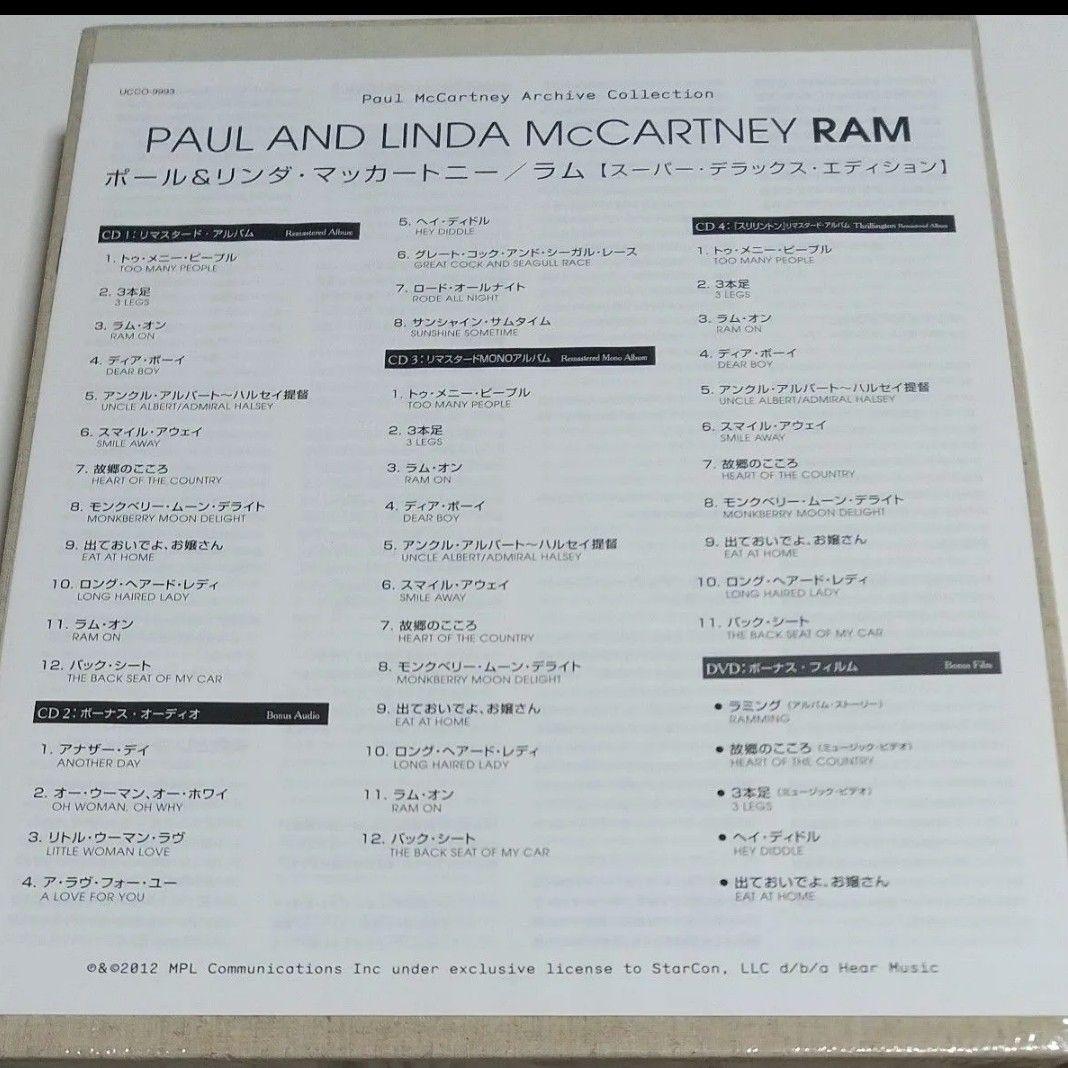 UCCO-9993
Paul McCartney Archive Collection
PAUL AND LINDA McCARTNEY RAM
ポール&リンダ・マッカートニー/ラム【スーパー・デラックス・エディション】
CD 1:リマスタード・アルバム Remastered Album
1. トゥ・メニー・ピープル
TOO MANY PEOPLE
2. 3本足
3 LEGS
3. ラム・オン
RAM ON
4. ディア・ボーイ
DEAR BOY
5. アンクル・アルバート〜ハルセイ提督
UNCLE ALBERT/ADMIRAL HALSEY
6. スマイル・アウェイ
SMILE AWAY
7. 故郷のこころ
HEART OF THE COUNTRY
8. モンクベリー・ムーン・デライト
MONKBERRY MOON DELIGHT
9. 出ておいでよ、お嬢さん
EAT AT HOME
10. ロング・ヘアード・レディ
LONG HAIRED LADY
11. ラム・オン
RAM ON
12. バック・シート
THE BACK SEAT OF MY CAR
CD 2:ボーナス・オーディオ Bonus Audio
1. アナザー・デイ
ANOTHER DAY
2. オー・ウーマン、オー・ホワイ
OH WOMAN, OH WHY
3. リトル・ウーマン・ラヴ
LITTLE WOMAN LOVE
4. ア・ラヴ・フォー・ユー
A LOVE FOR YOU
5. ヘイ・ディドル
HEY DIDDLE
6. グレート・コック・アンド・シーガル・レース
GREAT COCK AND SEAGULL RACE
7. ロード・オールナイト
RODE ALL NIGHT
8. サンシャイン・サムタイム
SUNSHINE SOMETIME
CD 3:リマスタードMONOアルバム Remastered Mono Album
1. トゥ・メニー・ピープル
TOO MANY PEOPLE
2. 3本足
3 LEGS
3. ラム・オン
RAM ON
4. ディア・ボーイ
DEAR BOY
5. アンクル・アルバート〜ハルセイ提督
UNCLE ALBERT/ADMIRAL HALSEY
6. スマイル・アウェイ
SMILE AWAY
7. 故郷のこころ
HEART OF THE COUNTRY
8. モンクベリー・ムーン・デライト
MONKBERRY MOON DELIGHT
9. 出ておいでよ、お嬢さん
EAT AT HOME
10. ロング・ヘアード・レディ
LONG HAIRED LADY
11. ラム・オン
RAM ON
12. バック・シート
THE BACK SEAT OF MY CAR
CD 4:「スリリントン」リマスタード・アルバム Thrillington Remastered Album
1. トゥ・メニー・ピープル
TOO MANY PEOPLE
2. 3本足
3 LEGS
3. ラム・オン
RAM ON
4. ディア・ボーイ
DEAR BOY
5. アンクル・アルバート〜ハルセイ提督
UNCLE ALBERT/ADMIRAL HALSEY
6. スマイル・アウェイ
SMILE AWAY
7. 故郷のこころ
HEART OF THE COUNTRY
8. モンクベリー・ムーン・デライト
MONKBERRY MOON DELIGHT
9. 出ておいでよ、お嬢さん
EAT AT HOME
10. ロング・ヘアード・レディ
LONG HAIRED LADY
11. バック・シート
THE BACK SEAT OF MY CAR
DVD:ボーナス・フィルム Bonus Film
● ラミング (アルバム・ストーリー)
RAMMING
● 故郷のこころ (ミュージック・ビデオ)
HEART OF THE COUNTRY
● 3本足 (ミュージック・ビデオ)
3 LEGS
● ヘイ・ディドル
HEY DIDDLE
● 出ておいでよ、お嬢さん
EAT AT HOME
℗&©2012 MPL Communications Inc under exclusive license to StarCon, LLC d/b/a Hear Music